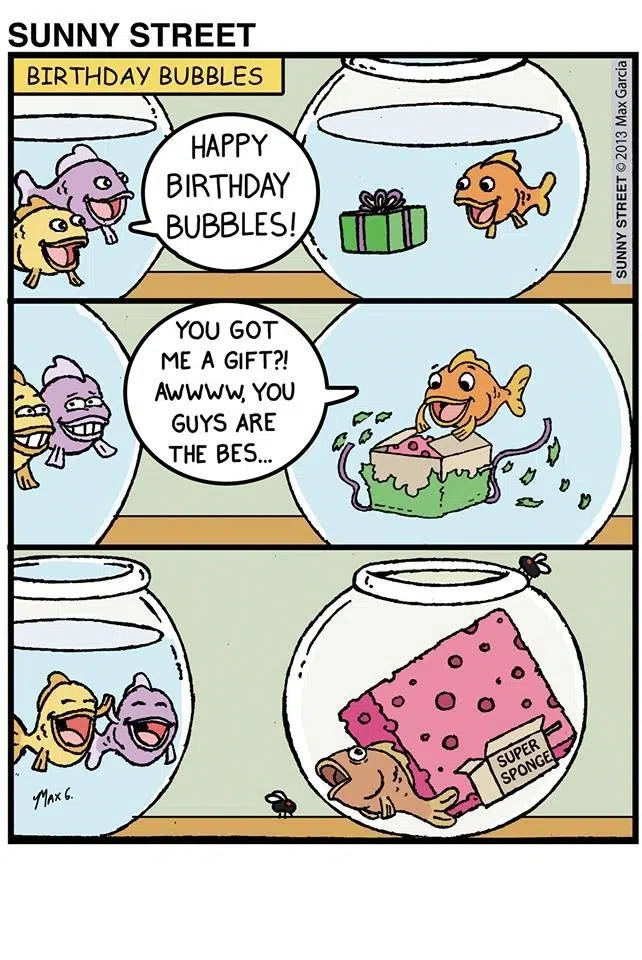 SUNNY STREET
BIRTHDAY BUBBLES
SUNNY STREET © 2013 Max Garcia
HAPPY
BIRTHDAY
BUBBLES!
YOU GOT
ME A GIFT?!
AWWWW, YOU
GUYS ARE
THE BES...
SUPER
SPONGE
MAX G.